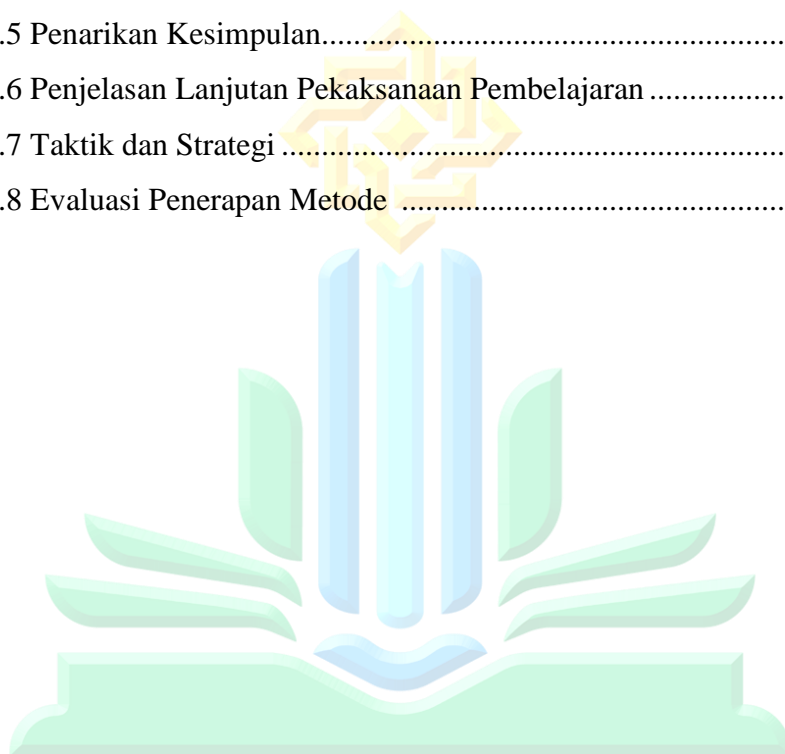 .5 Penarikan Kesimpulan..........................................................
.6 Penjelasan Lanjutan Pekaksanaan Pembelajaran .................
.7 Taktik dan Strategi ...............................................................
.8 Evaluasi Penerapan Metode ................................................